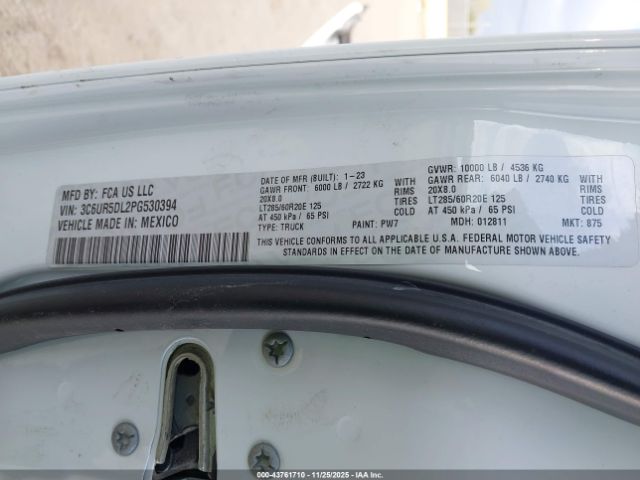 MFD BY: FCA US LLC
VIN: 3C6UR5DL2PG530394
VEHICLE MADE IN: MEXICO
DATE OF MFR (BUILT): 1-23
GAWR FRONT: 6000 LB / 2722 KG
20X8.0
LT285/60R20E 125
AT 450 kPa / 65 PSI
TYPE: TRUCK
WITH
RIMS
TIRES
COLD
PAINT: PW7
GVWR: 10000 LB / 4536 KG
GAWR REAR: 6040 LB / 2740 KG
20X8.0
LT285/60R20E 125
AT 450 kPa / 65 PSI
MDH: 012811
WITH
RIMS
TIRES
COLD
MKT: 875
CONFORMS TO ALL APPLICABLE U.S.A. FEDERAL MOTOR VEHICLE SAFETY
STANDARDS IN EFFECT ON THE DATE OF MANUFACTURE SHOWN ABOVE.
000-43761710 - 11/25/2025 - IAAI Copart